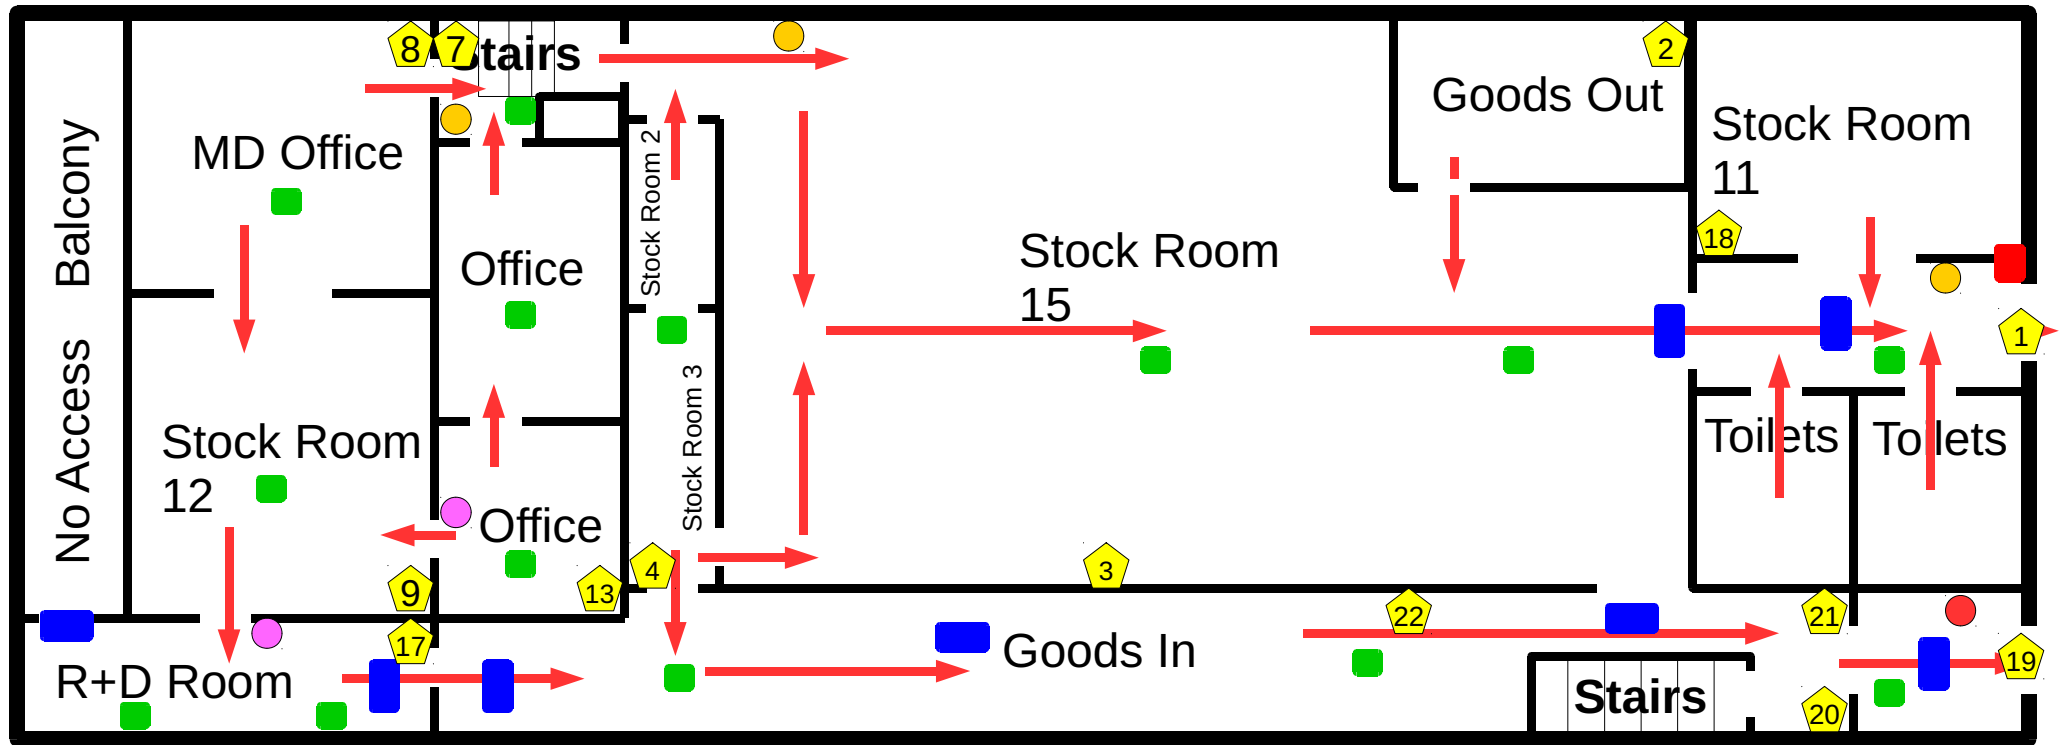 8
7
Stairs
2
Goods Out
Stock Room
11
MD Office
Balcony
No Access
Stock Room 2
Office
Stock Room
15
18
1
Stock Room 3
Stock Room
12
Toilets
Toilets
Office
9
13
4
3
22
21
17
R+D Room
Goods In
Stairs
19
20